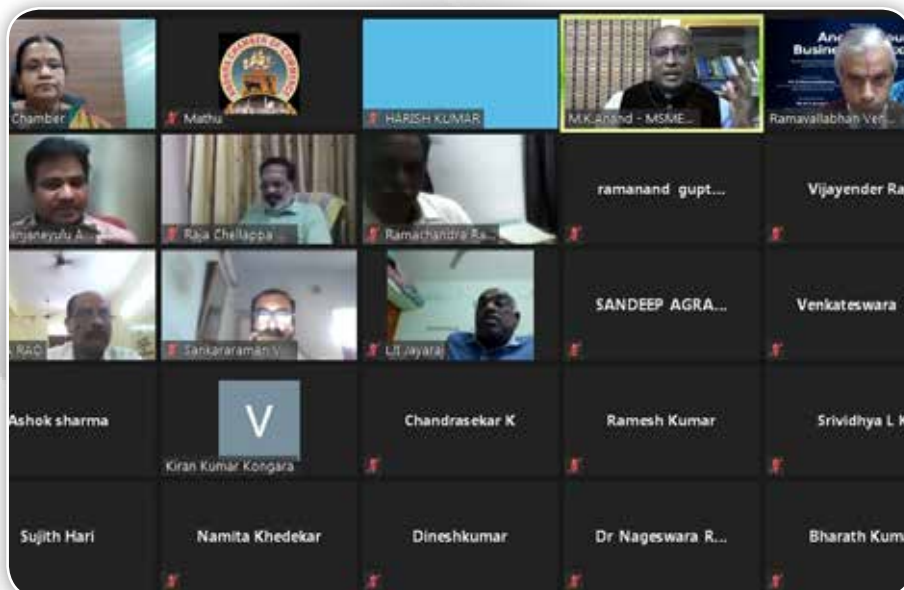 Chamber
Mathu
HARISH KUMAR
M.K.Anand - MSME...
Ramavallabhan Ven...
Raja Chellappa
Ramachandra Ra...
ramanand gupt...
Vijayender Ra
RAO
Sankararaman V
LJI Jayaraj
SANDEEP AGRA...
Venkateswara
Ashok sharma
V
Kiran Kumar Kongara
Chandrasekar K
Ramesh Kumar
Srividhya L K
Sujith Hari
Namita Khedekar
Dineshkumar
Dr Nageswara R...
Bharath Kum